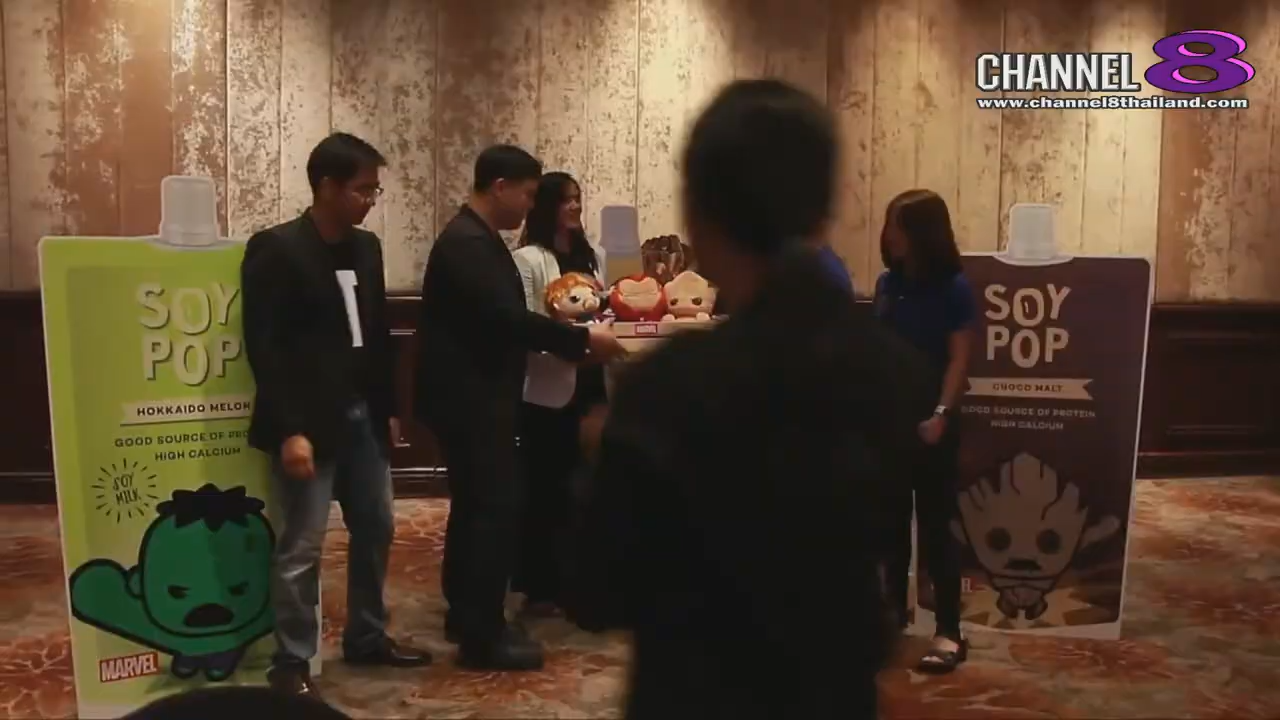 CHANNEL 8
www.channel8thailand.com
SOY
POP
HOKKAIDO MELON
GOOD SOURCE OF
HIGH CALCIUM
SOY
MILK
MARVEL
MARVEL
SOY
POP
CHOCO MALT
GOOD SOURCE OF PROTEIN
HIGH CALCIUM